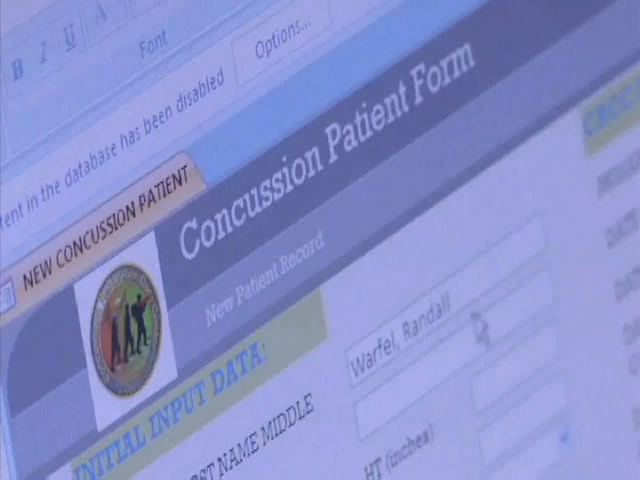 B I U A
Font
Options...
tent in the database has been disabled
NEW CONCUSSION PATIENT
Concussion Patient Form
New Patient Record
INITIAL INPUT DATA:
Warfel, Randall
RST NAME MIDDLE
HT (inches)